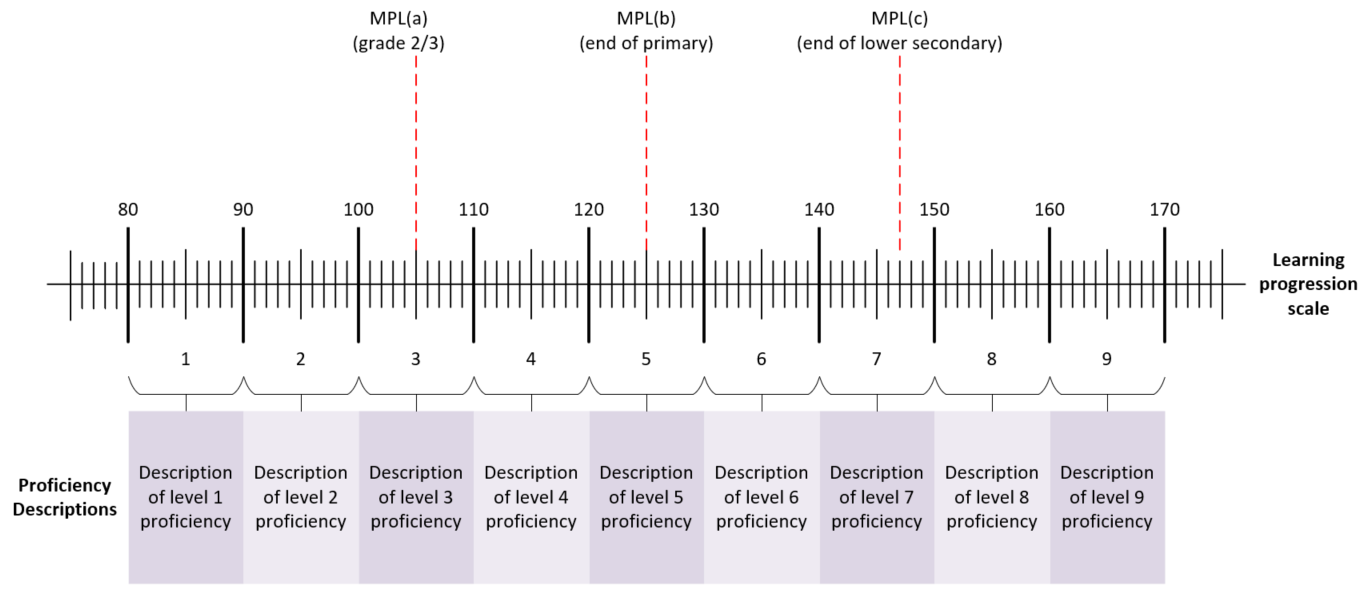 MPL(a)
(grade 2/3)
MPL(b)
(end of primary)
MPL(c)
(end of lower secondary)
80 90 100 110 120 130 140 150 160 170
Learning
progression
scale
1 2 3 4 5 6 7 8 9
Proficiency
Descriptions
Description
of level 1
proficiency
Description
of level 2
proficiency
Description
of level 3
proficiency
Description
of level 4
proficiency
Description
of level 5
proficiency
Description
of level 6
proficiency
Description
of level 7
proficiency
Description
of level 8
proficiency
Description
of level 9
proficiency